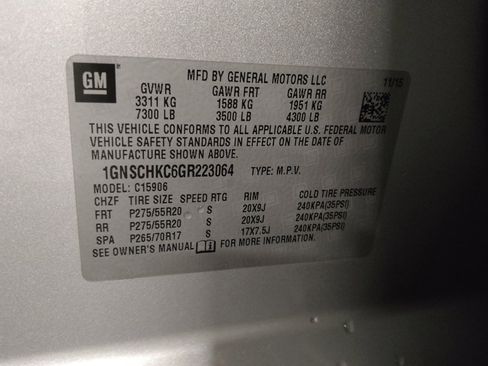 GM
MFD BY GENERAL MOTORS LLC
11/15
GVWR GAWR FRT GAWR RR
3311 KG 1588 KG 1951 KG
7300 LB 3500 LB 4300 LB
THIS VEHICLE CONFORMS TO ALL APPLICABLE U.S. FEDERAL MOTOR
VEHICLE SAFETY STANDARDS IN EFFECT ON THE DATE OF
MANUFACTURE SHOWN ABOVE.
1GNSCHKC6GR223064 TYPE: M.P.V.
MODEL: C15906
CHZF TIRE SIZE SPEED RTG RIM COLD TIRE PRESSURE
FRT P275/55R20 S 20X9J 240KPA(35PSI)
RR P275/55R20 S 20X9J 240KPA(35PSI)
SPA P265/70R17 S 17X7.5J 240KPA(35PSI)
SEE OWNER'S MANUAL FOR MORE INFORMATION.